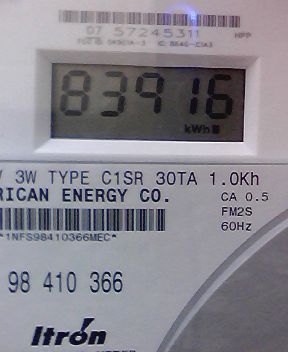 07 57245311
83916
kWh
3W TYPE C1SR 30TA 1.0Kh
RICAN ENERGY CO. CA 0.5
FM2S
*1NFS98410366MEC* 60Hz
98 410 366
Itrón